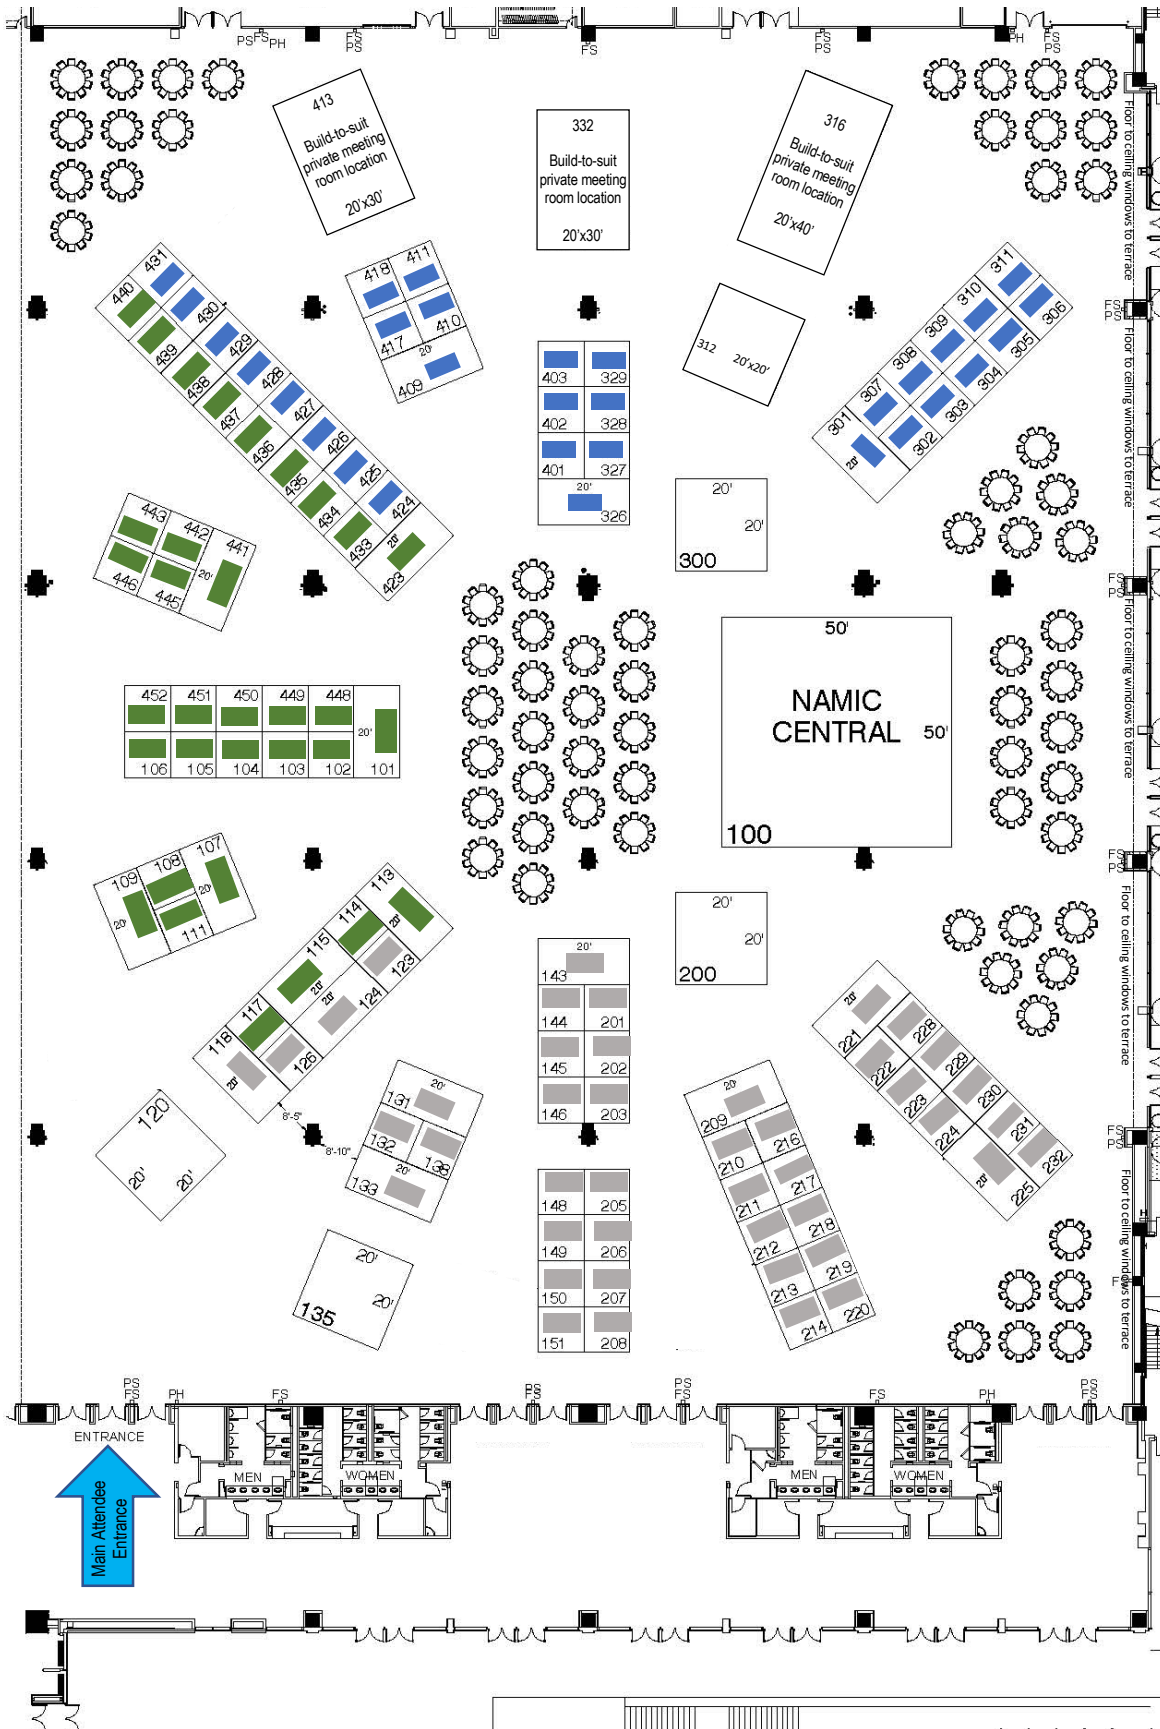 PS FS PH
FS
PS
FS
FS
PS
PH
FS
PS
413
Build-to-suit
private meeting
room location
20'x30'
332
Build-to-suit
private meeting
room location
20'x30'
316
Build-to-suit
private meeting
room location
20'x40'
Floor to ceiling windows to terrace
431
440
430
439
429
438
428
437
427
436
426
435
425
434
424
433
20'
423
418
411
417
410
20'
409
403
329
402
328
401
327
20'
326
312
20'x20'
311
310
306
309
305
308
304
307
303
301
302
20'
FS
PS
Floor to ceiling windows to terrace
443
442
441
446
445
20'
20'
20'
300
FS
PS
Floor to ceiling windows to terrace
50'
NAMIC
CENTRAL
50'
100
452
451
450
449
448
20'
106
105
104
103
102
101
109
108
107
20'
20'
111
FS
PS
Floor to ceiling windows to terrace
113
114
20'
115
123
20'
20'
124
117
118
126
20'
20'
20'
200
20'
143
144
201
145
202
146
203
20'
221
228
222
229
223
230
224
231
232
20'
225
120
20'
20'
8'-5"
8'-10"
20'
131
132
138
20'
133
20'
209
216
210
217
211
218
212
219
213
220
214
FS
PS
Floor to ceiling windows to terrace
148
205
149
206
150
207
151
208
20'
20'
135
FS
PS
FS
PH
FS
PS
FS
PS
FS
FS
PH
PS
FS
ENTRANCE
MEN
WOMEN
MEN
WOMEN
Main Attendee
Entrance